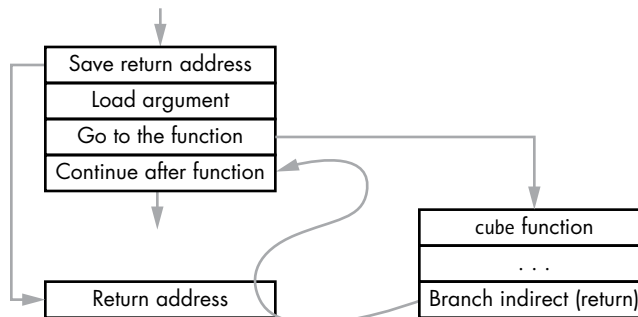 Save return address
Load argument
Go to the function
Continue after function
cube function
. . .
Return address
Branch indirect (return)